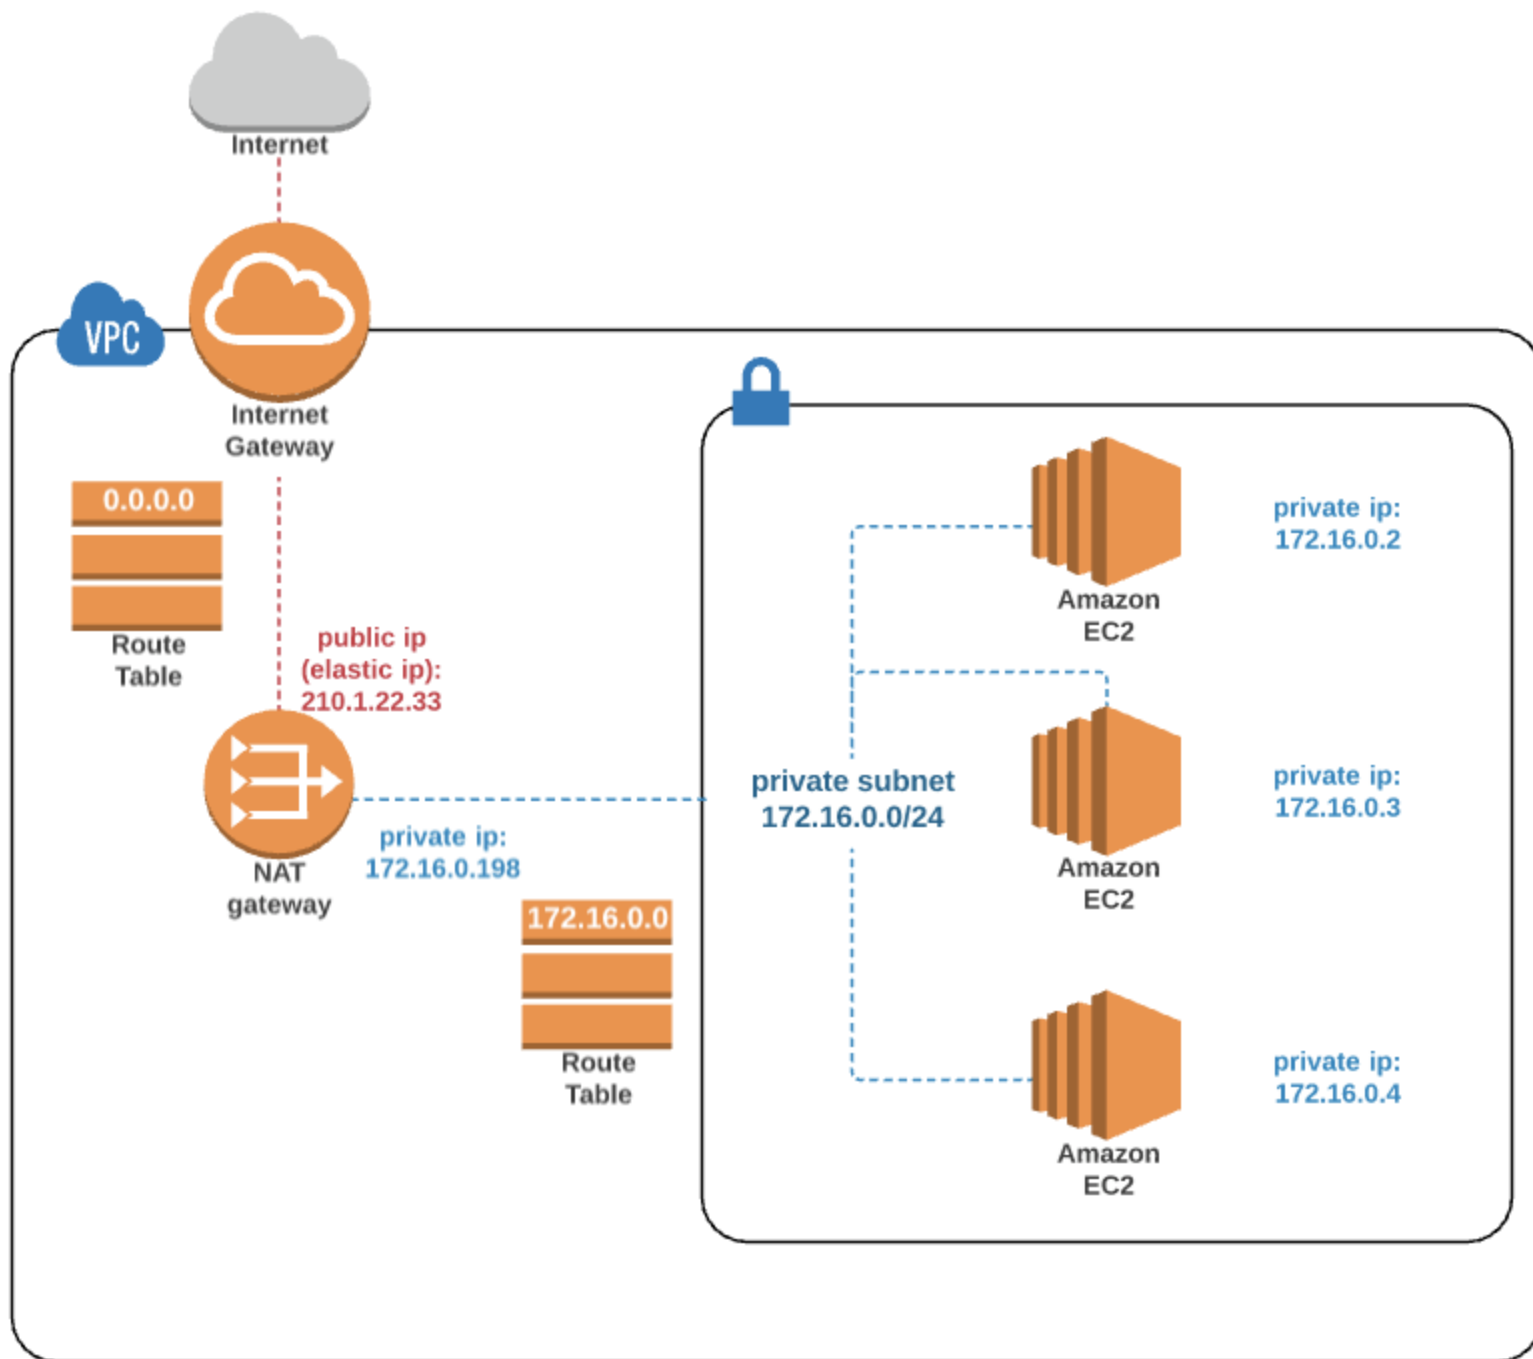 Internet
VPC
Internet
Gateway
0.0.0.0
Route
Table
public ip
(elastic ip):
210.1.22.33
NAT
gateway
private ip:
172.16.0.198
172.16.0.0
Route
Table
private subnet
172.16.0.0/24
Amazon
EC2
private ip:
172.16.0.2
Amazon
EC2
private ip:
172.16.0.3
Amazon
EC2
private ip:
172.16.0.4